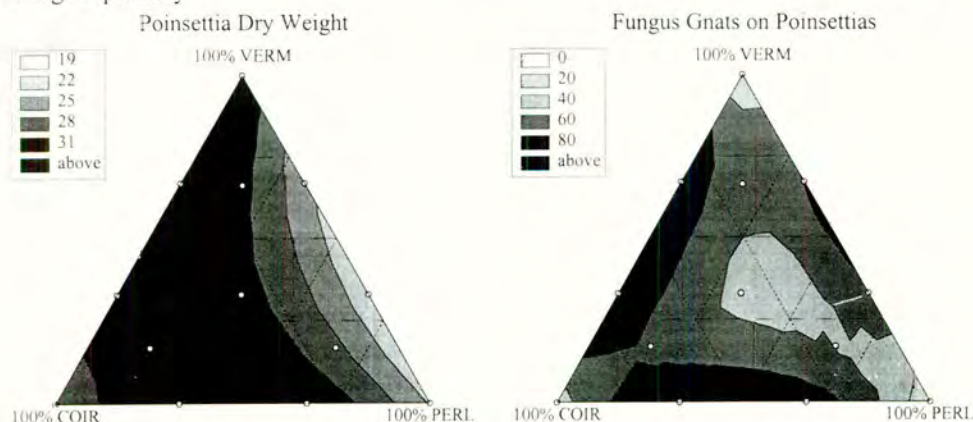 Poinsettia Dry Weight
19
22
25
28
31
above
100% VERM
100% COIR
100% PERL
Fungus Gnats on Poinsettias
0
20
40
60
80
above
100% VERM
100% COIR
100% PERL